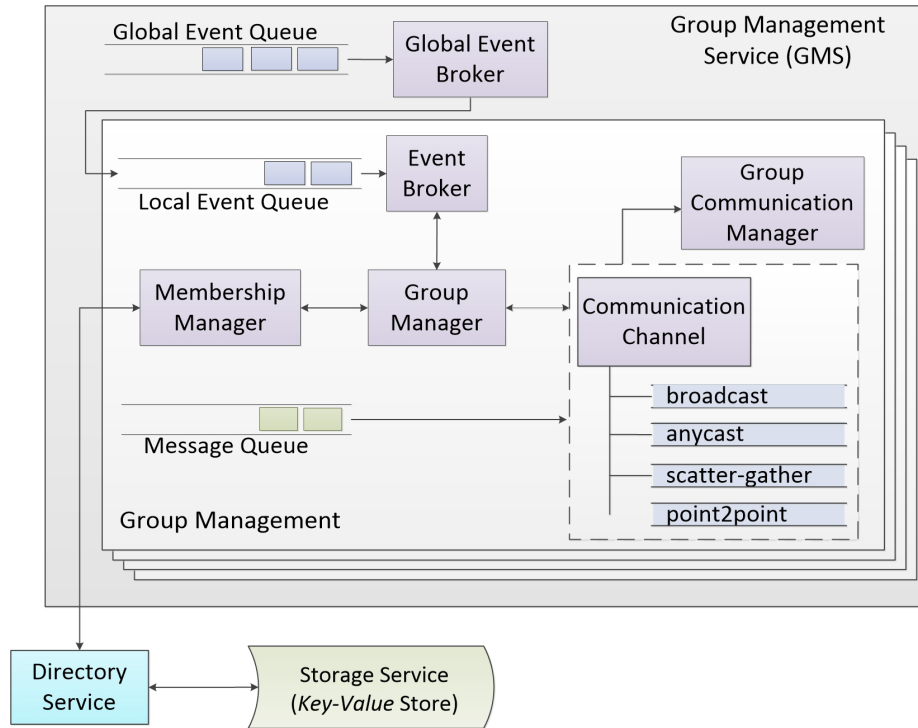 Global Event Queue
Global Event
Broker
Group Management
Service (GMS)
Event
Broker
Local Event Queue
Group
Communication
Manager
Membership
Manager
Group
Manager
Communication
Channel
broadcast
anycast
scatter-gather
point2point
Message Queue
Group Management
Directory
Service
Storage Service
(Key-Value Store)